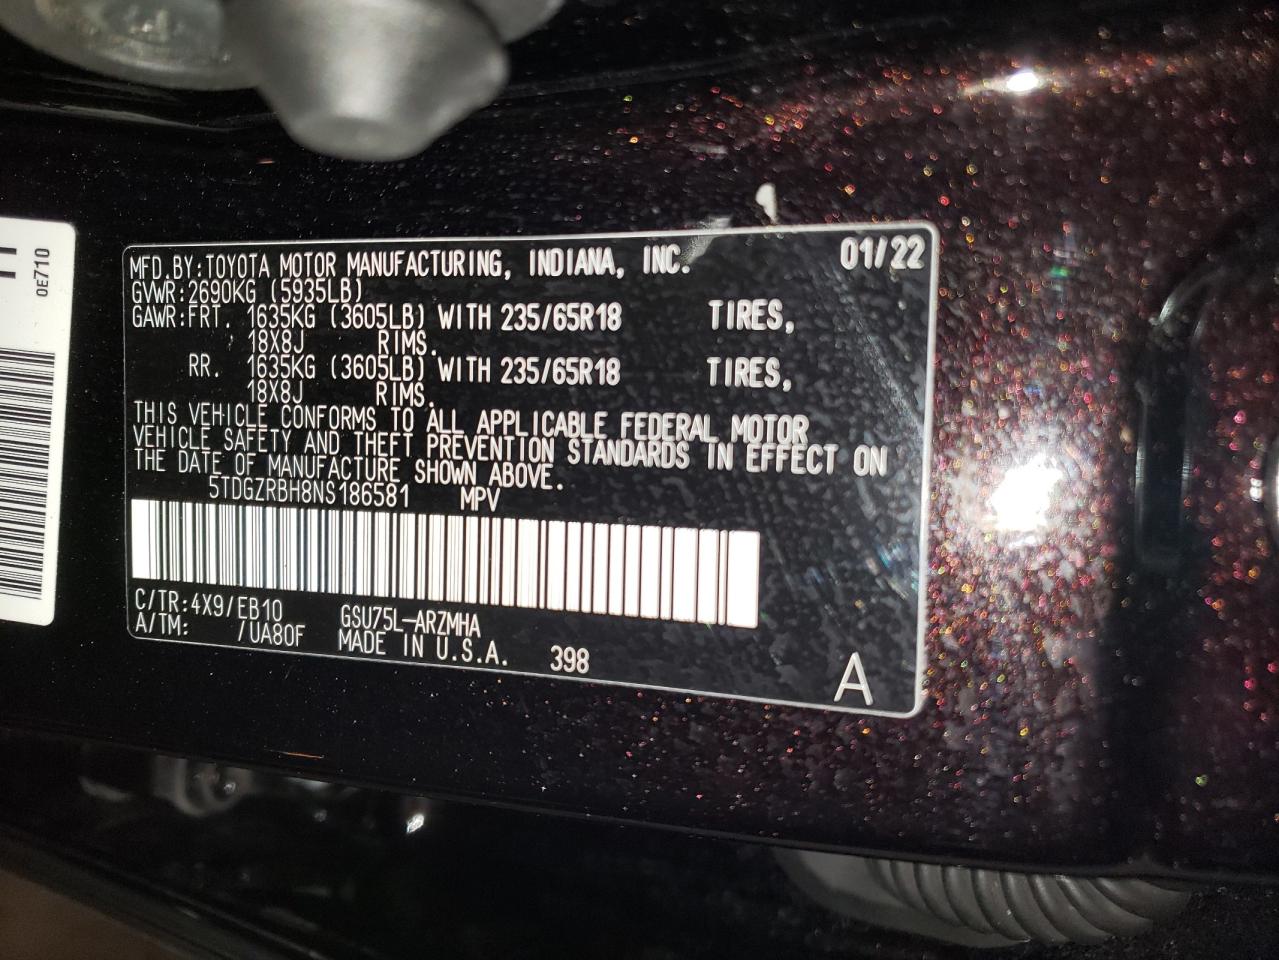 MFD.BY:TOYOTA MOTOR MANUFACTURING, INDIANA, INC. 01/22
GVWR:2690KG (5935LB)
GAWR:FRT. 1635KG (3605LB) WITH 235/65R18 TIRES,
18X8J RIMS.
RR. 1635KG (3605LB) WITH 235/65R18 TIRES,
18X8J RIMS.
THIS VEHICLE CONFORMS TO ALL APPLICABLE FEDERAL MOTOR
VEHICLE SAFETY AND THEFT PREVENTION STANDARDS IN EFFECT ON
THE DATE OF MANUFACTURE SHOWN ABOVE.
5TDGZRBH8NS186581 MPV
C/TR:4X9/EB10 GSU75L-ARZMHA
A/TM: /UA80F MADE IN U.S.A. 398
A
0E710